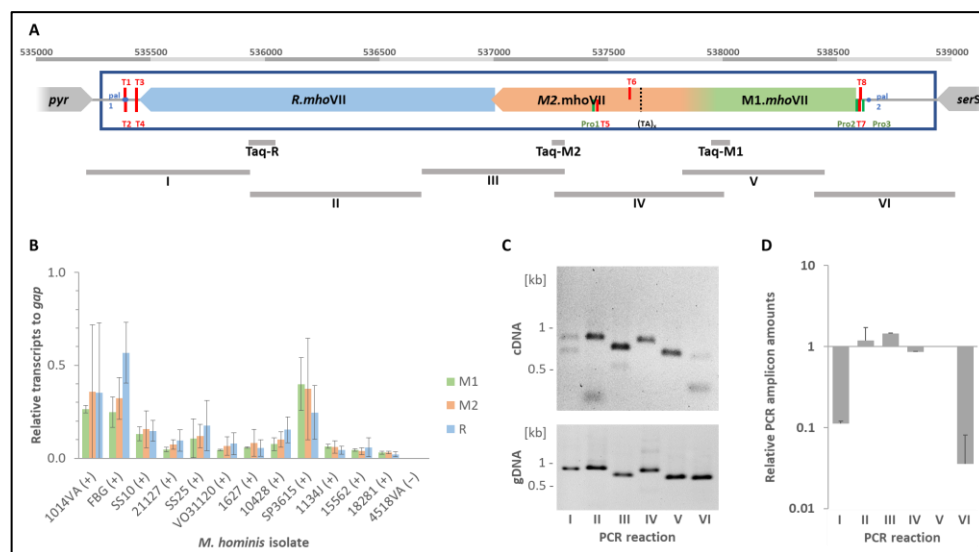 A
535000 535500 536000 536500 537000 537500 538000 538500 539000
T1 T3 T6 T8
pyr pal 1 R.mhoVII M2.mhoVII M1.mhoVII pal 2 serS
T2 T4 Pro1 T5 (TA)n Pro2 T7 Pro3
Taq-R Taq-M2 Taq-M1
I III V
II IV VI
B
Relative transcripts to gap
1.0
0.5
0.0
M1
M2
R
1014VA (+)
FBG (+)
SS10 (+)
21127 (+)
SS25 (+)
VO31120 (+)
1627 (+)
10428 (+)
SP3615 (+)
1134J (+)
15562 (+)
18281 (+)
4518VA (−)
M. hominis isolate
C
[kb]
cDNA
1 -
0.5 -
[kb]
gDNA
1 -
0.5 -
I II III IV V VI
PCR reaction
D
Relative PCR amplicon amounts
10
1
0.1
0.01
I II III IV V VI
PCR reaction